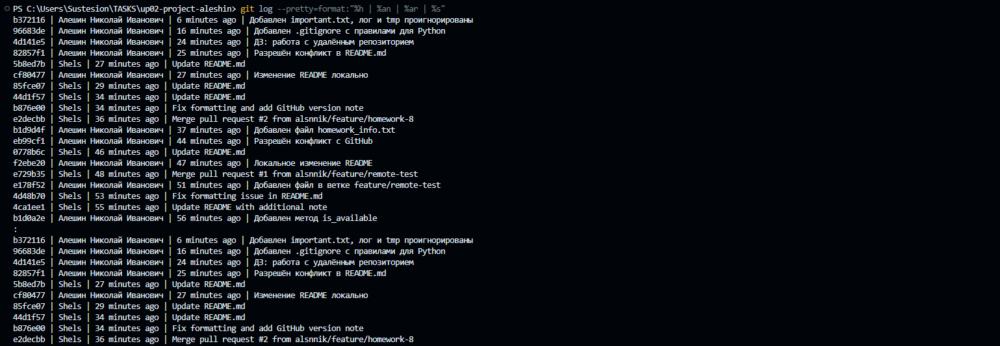 PS C:\Users\Sustesion\TASKS\up02-project-aleshin> git log --pretty=format:"%h | %an | %ar | %s"
b372116 | Алешин Николай Иванович | 6 minutes ago | Добавлен important.txt, лог и tmp проигнорированы
96683de | Алешин Николай Иванович | 16 minutes ago | Добавлен .gitignore с правилами для Python
4d141e5 | Алешин Николай Иванович | 24 minutes ago | ДЗ: работа с удалённым репозиторием
82857f1 | Алешин Николай Иванович | 25 minutes ago | Разрешён конфликт в README.md
5b8ed7b | Shels | 27 minutes ago | Update README.md
cf80477 | Алешин Николай Иванович | 27 minutes ago | Изменение README локально
85fce07 | Shels | 29 minutes ago | Update README.md
44d1f57 | Shels | 34 minutes ago | Update README.md
b876e00 | Shels | 34 minutes ago | Fix formatting and add GitHub version note
e2decbb | Shels | 36 minutes ago | Merge pull request #2 from alsnnik/feature/homework-8
b1d9d4f | Алешин Николай Иванович | 37 minutes ago | Добавлен файл homework_info.txt
eb99cf1 | Алешин Николай Иванович | 44 minutes ago | Разрешён конфликт с GitHub
0778b6c | Shels | 46 minutes ago | Update README.md
f2ebe20 | Алешин Николай Иванович | 47 minutes ago | Локальное изменение README
e729b35 | Shels | 48 minutes ago | Merge pull request #1 from alsnnik/feature/remote-test
e178f52 | Алешин Николай Иванович | 51 minutes ago | Добавлен файл в ветке feature/remote-test
4d48b70 | Shels | 53 minutes ago | Fix formatting issue in README.md
4ca1ee1 | Shels | 55 minutes ago | Update README with additional note
b1d0a2e | Алешин Николай Иванович | 56 minutes ago | Добавлен метод is_available
:
b372116 | Алешин Николай Иванович | 6 minutes ago | Добавлен important.txt, лог и tmp проигнорированы
96683de | Алешин Николай Иванович | 16 minutes ago | Добавлен .gitignore с правилами для Python
4d141e5 | Алешин Николай Иванович | 24 minutes ago | ДЗ: работа с удалённым репозиторием
82857f1 | Алешин Николай Иванович | 25 minutes ago | Разрешён конфликт в README.md
5b8ed7b | Shels | 27 minutes ago | Update README.md
cf80477 | Алешин Николай Иванович | 27 minutes ago | Изменение README локально
85fce07 | Shels | 29 minutes ago | Update README.md
44d1f57 | Shels | 34 minutes ago | Update README.md
b876e00 | Shels | 34 minutes ago | Fix formatting and add GitHub version note
e2decbb | Shels | 36 minutes ago | Merge pull request #2 from alsnnik/feature/homework-8